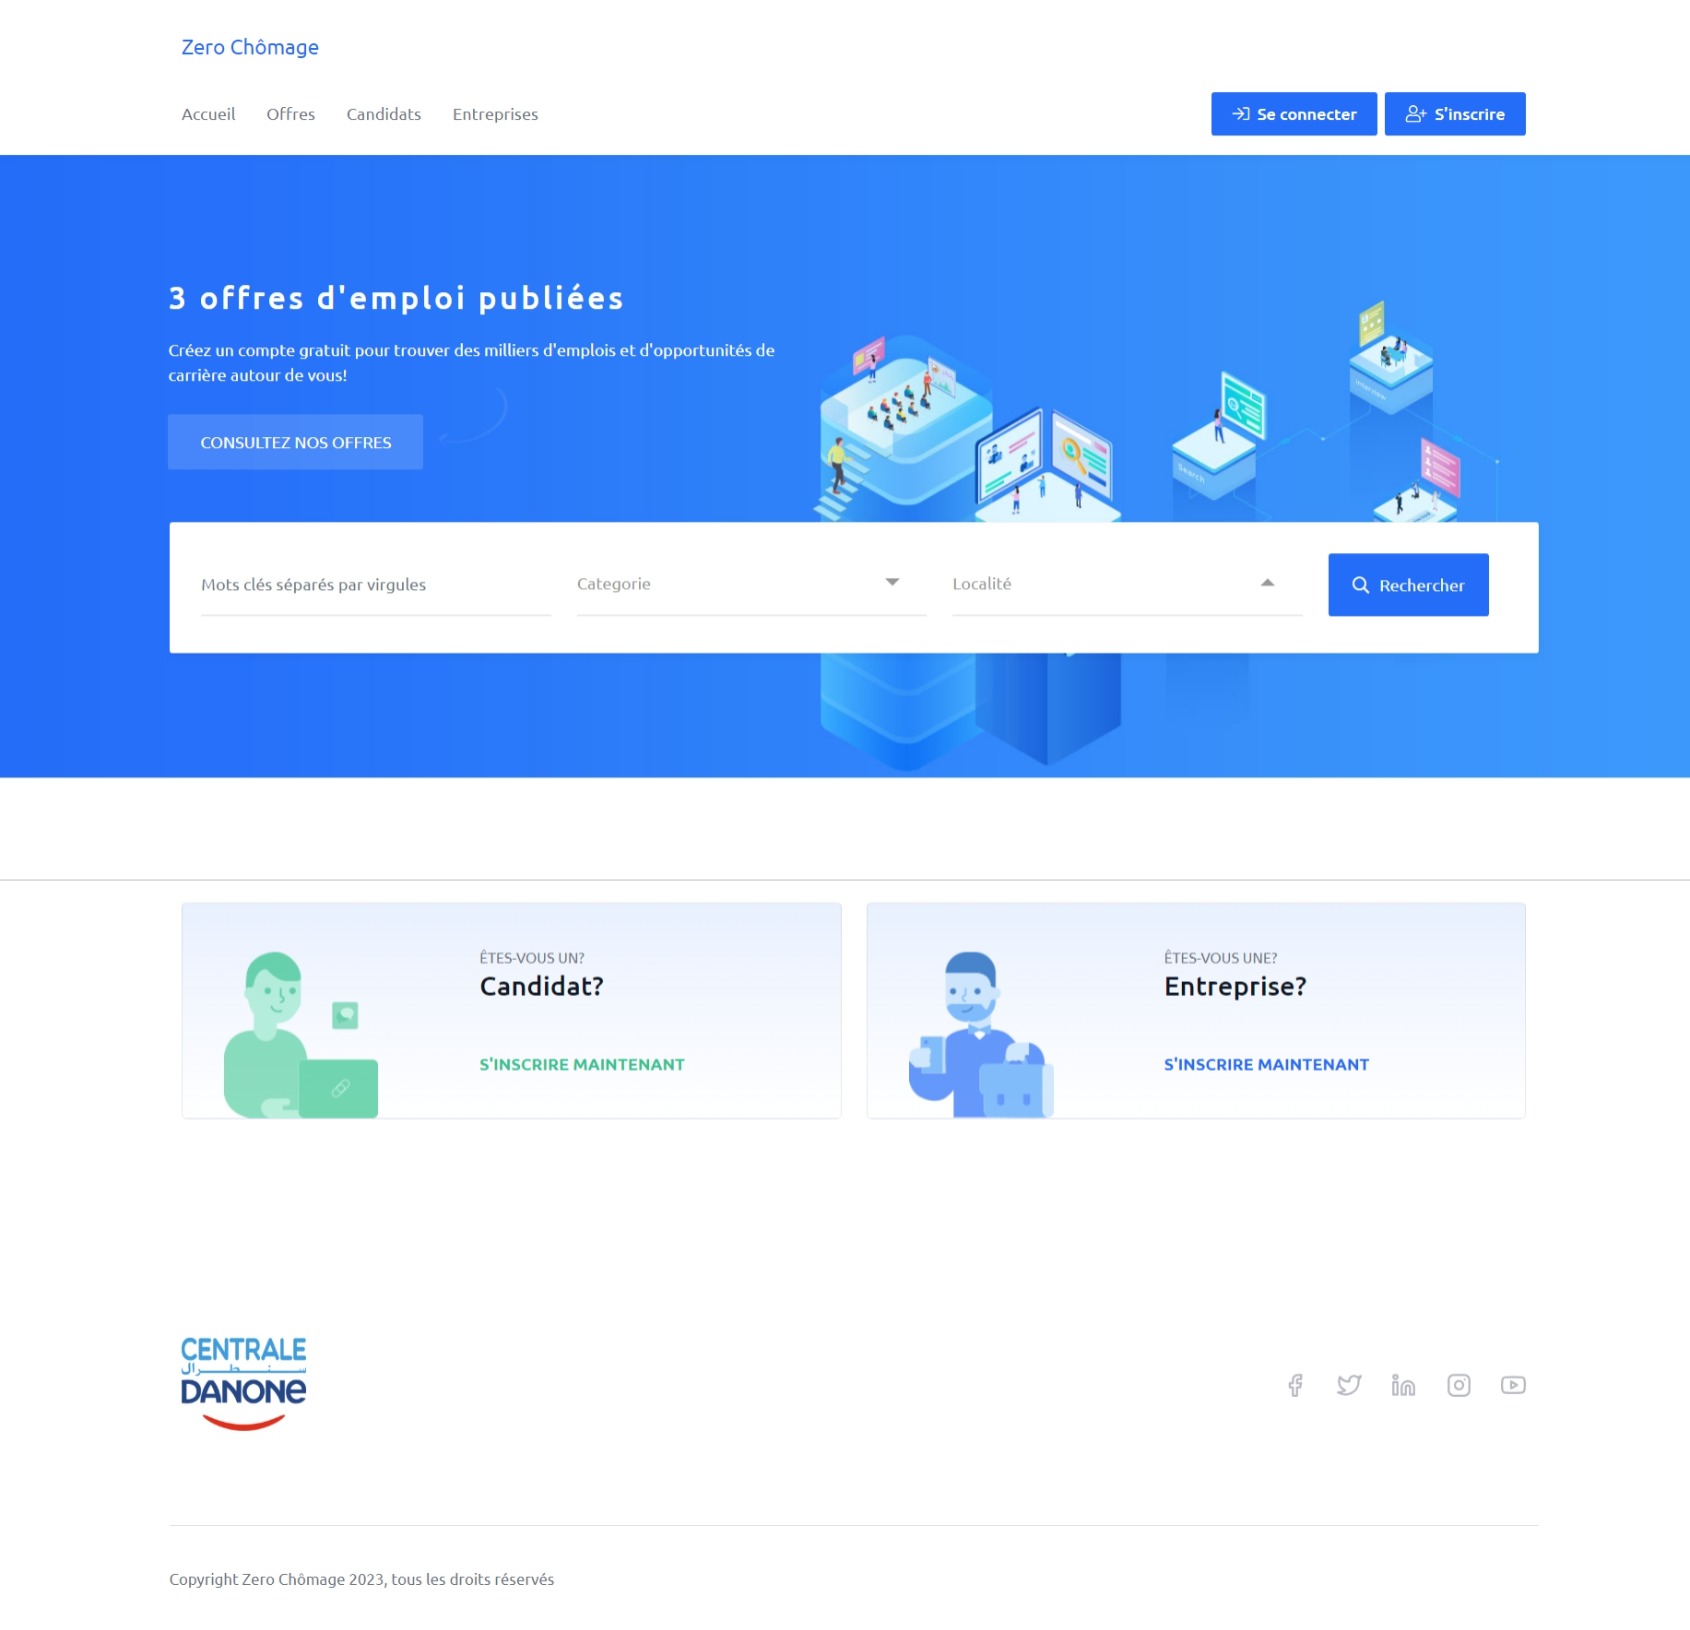 Zero Chômage
Accueil
Offres
Candidats
Entreprises
Se connecter
S'inscrire
3 offres d'emploi publiées
Créez un compte gratuit pour trouver des milliers d'emplois et d'opportunités de
carrière autour de vous!
CONSULTEZ NOS OFFRES
Search
Mots clés séparés par virgules
Categorie
Localité
Rechercher
ÊTES-VOUS UN?
Candidat?
S'INSCRIRE MAINTENANT
ÊTES-VOUS UNE?
Entreprise?
S'INSCRIRE MAINTENANT
CENTRALE
سنطرال
DANONE
Copyright Zero Chômage 2023, tous les droits réservés